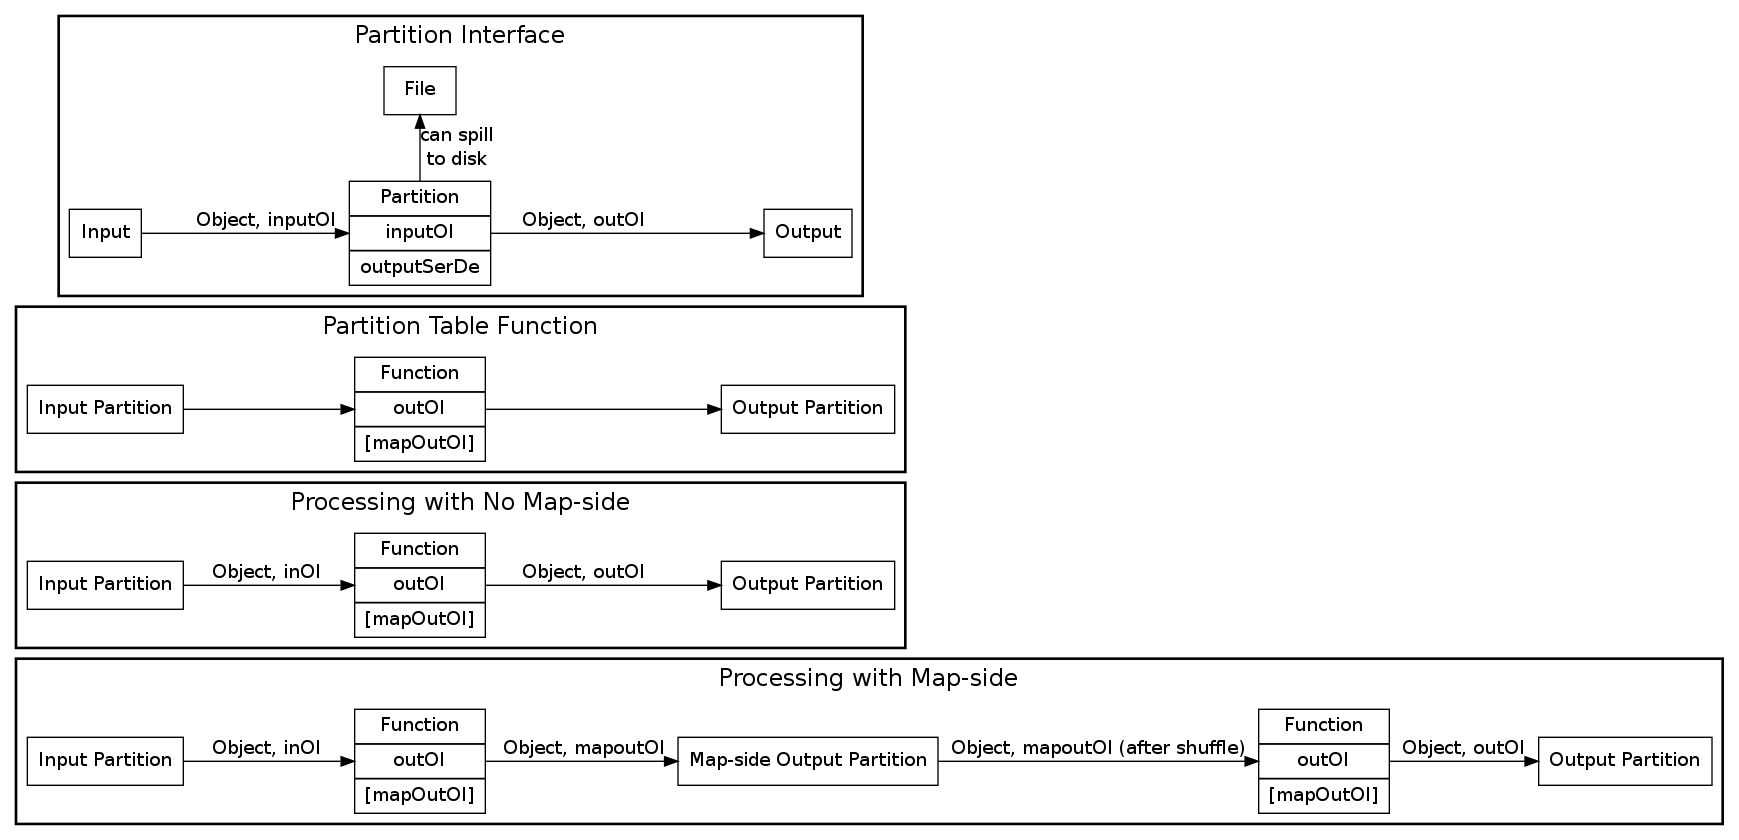 Partition Interface
File
can spill
to disk
Partition
Input
Object, inputOI
inputOI
Object, outOI
Output
outputSerDe
Partition Table Function
Function
Input Partition
outOI
Output Partition
[mapOutOI]
Processing with No Map-side
Function
Input Partition
Object, inOI
outOI
Object, outOI
Output Partition
[mapOutOI]
Processing with Map-side
Function
Function
Input Partition
Object, inOI
outOI
Object, mapoutOI
Map-side Output Partition
Object, mapoutOI (after shuffle)
outOI
Object, outOI
Output Partition
[mapOutOI]
[mapOutOI]